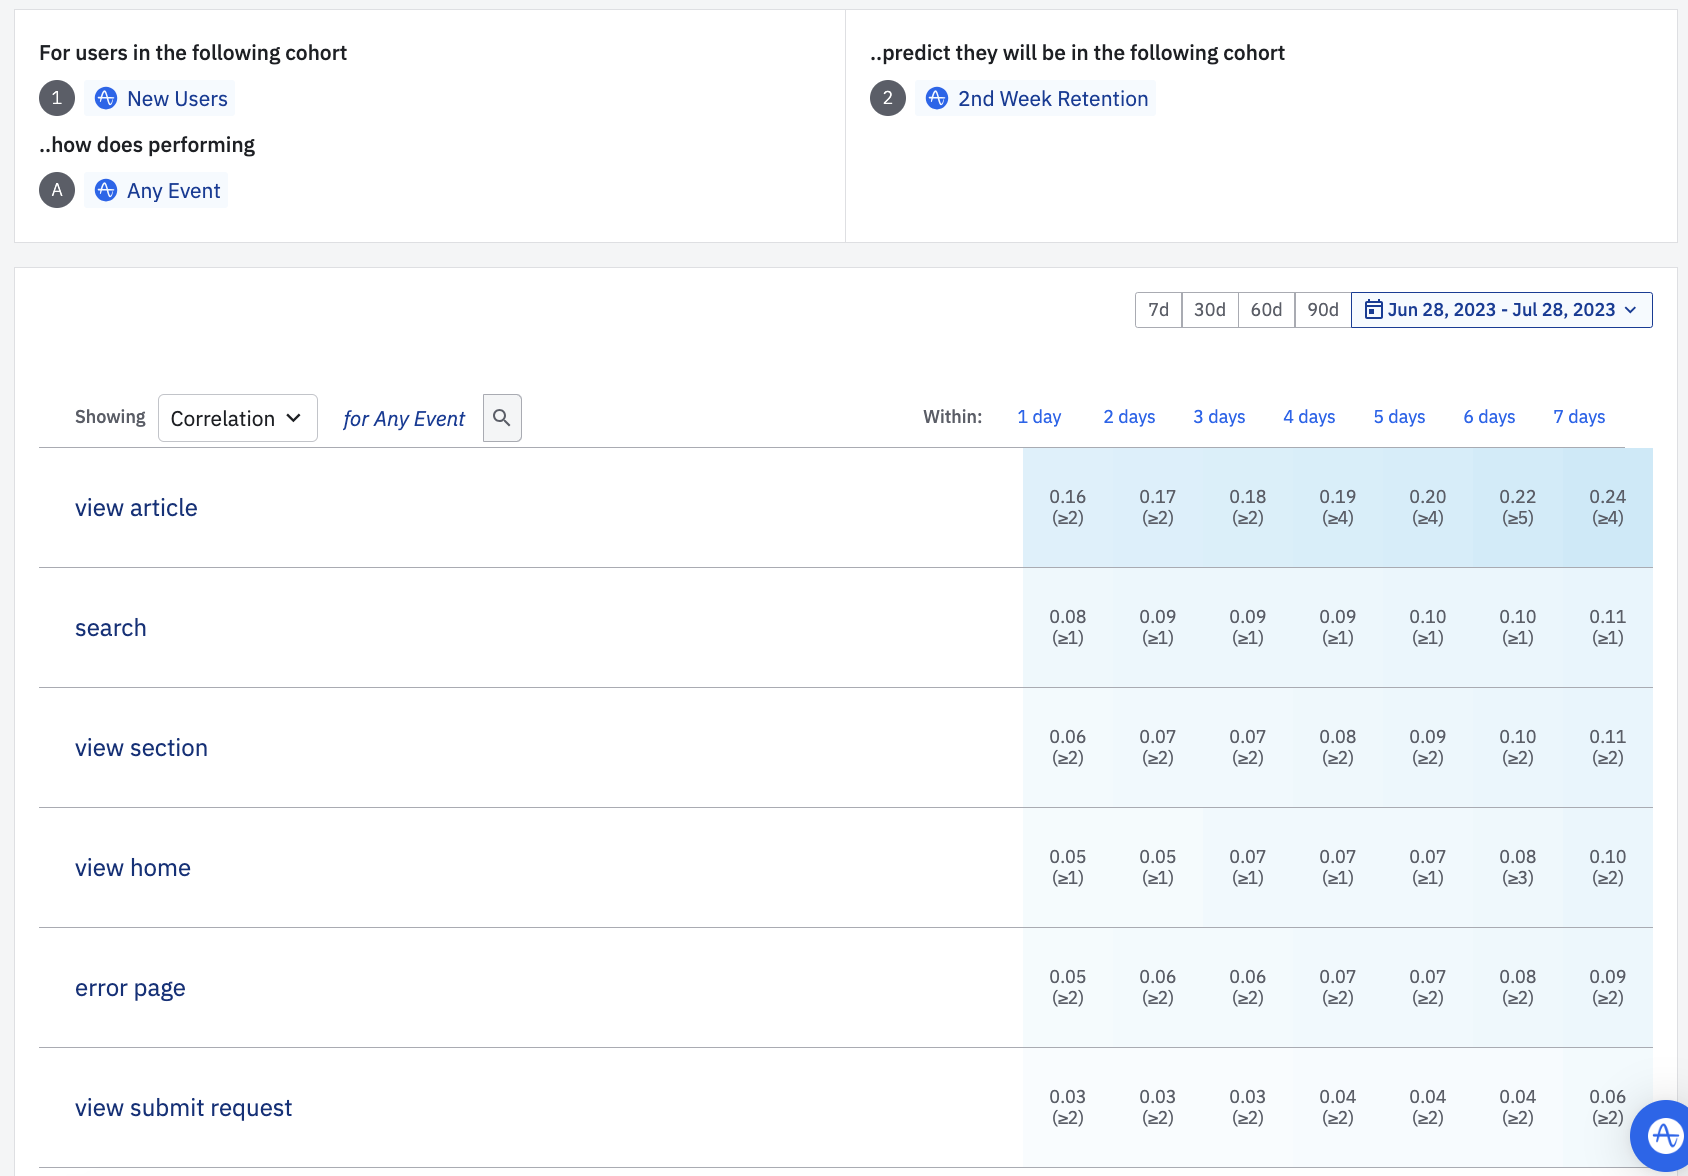 For users in the following cohort
1 New Users
..how does performing
A Any Event
..predict they will be in the following cohort
2 2nd Week Retention
7d 30d 60d 90d Jun 28, 2023 - Jul 28, 2023
Showing Correlation for Any Event Within: 1 day 2 days 3 days 4 days 5 days 6 days 7 days
view article
0.16 0.17 0.18 0.19 0.20 0.22 0.24
(≥2) (≥2) (≥2) (≥4) (≥4) (≥5) (≥4)
search
0.08 0.09 0.09 0.09 0.10 0.10 0.11
(≥1) (≥1) (≥1) (≥1) (≥1) (≥1) (≥1)
view section
0.06 0.07 0.07 0.08 0.09 0.10 0.11
(≥2) (≥2) (≥2) (≥2) (≥2) (≥2) (≥2)
view home
0.05 0.05 0.07 0.07 0.07 0.08 0.10
(≥1) (≥1) (≥1) (≥1) (≥1) (≥3) (≥2)
error page
0.05 0.06 0.06 0.07 0.07 0.08 0.09
(≥2) (≥2) (≥2) (≥2) (≥2) (≥2) (≥2)
view submit request
0.03 0.03 0.03 0.04 0.04 0.04 0.06
(≥2) (≥2) (≥2) (≥2) (≥2) (≥2) (≥2)